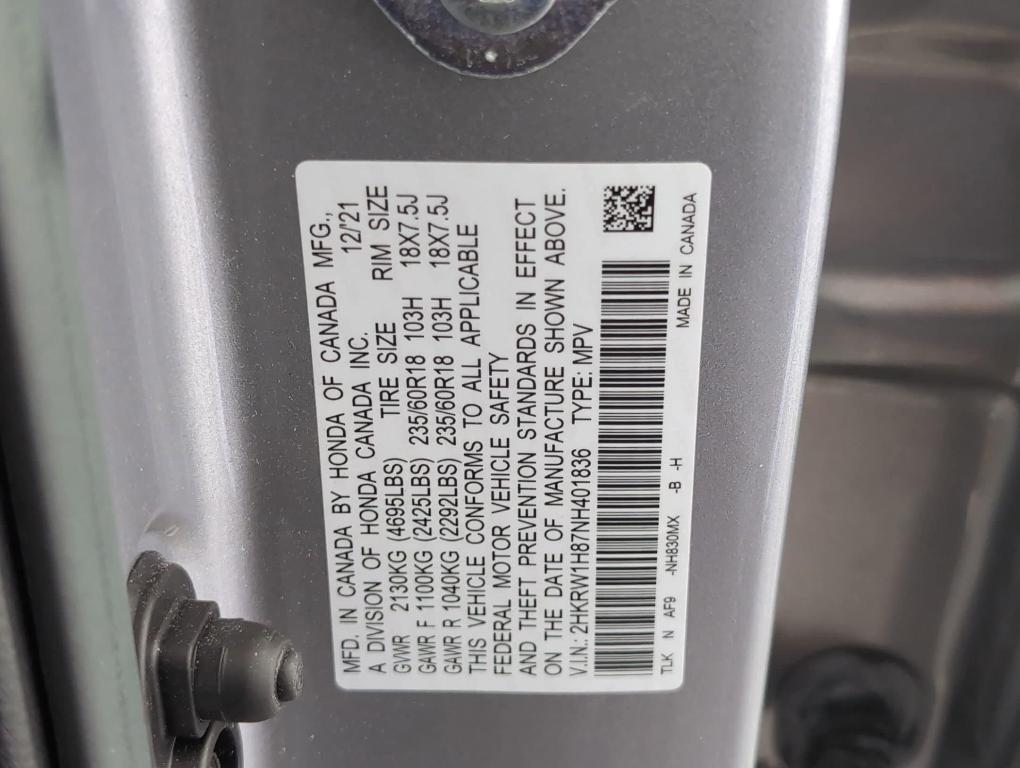 MFD. IN CANADA BY HONDA OF CANADA MFG.,
A DIVISION OF HONDA CANADA INC. 12/'21
GVWR 2130KG (4695LBS) TIRE SIZE RIM SIZE
GAWR F 1100KG (2425LBS) 235/60R18 103H 18X7.5J
GAWR R 1040KG (2292LBS) 235/60R18 103H 18X7.5J
THIS VEHICLE CONFORMS TO ALL APPLICABLE
FEDERAL MOTOR VEHICLE SAFETY
AND THEFT PREVENTION STANDARDS IN EFFECT
ON THE DATE OF MANUFACTURE SHOWN ABOVE.
V.I.N.: 2HKRW1H87NH401836 TYPE: MPV
TLK N AF9 -NH830MX -B -H MADE IN CANADA